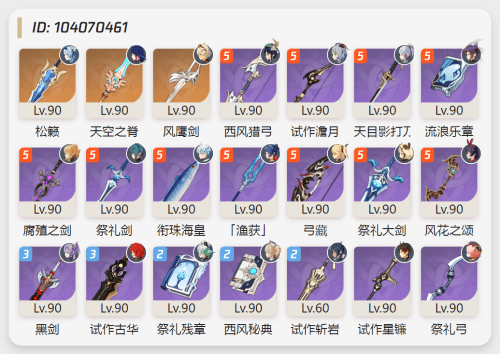 ID: 104070461
Lv.90 Lv.90 Lv.90 5 Lv.90 5 Lv.90 5 Lv.90 5 Lv.90
松籁 天空之脊 风鹰剑 西风猎弓 试作澹月 天目影打刀 流浪乐章
5 Lv.90 5 Lv.90 5 Lv.90 5 Lv.90 5 Lv.90 5 Lv.90 5 Lv.90
腐殖之剑 祭礼剑 衔珠海皇 「渔获」 弓藏 祭礼大剑 风花之颂
3 Lv.90 3 Lv.90 2 Lv.90 2 Lv.90 2 Lv.60 Lv.90 Lv.90
黑剑 试作古华 祭礼残章 西风秘典 试作斩岩 试作星镰 祭礼弓